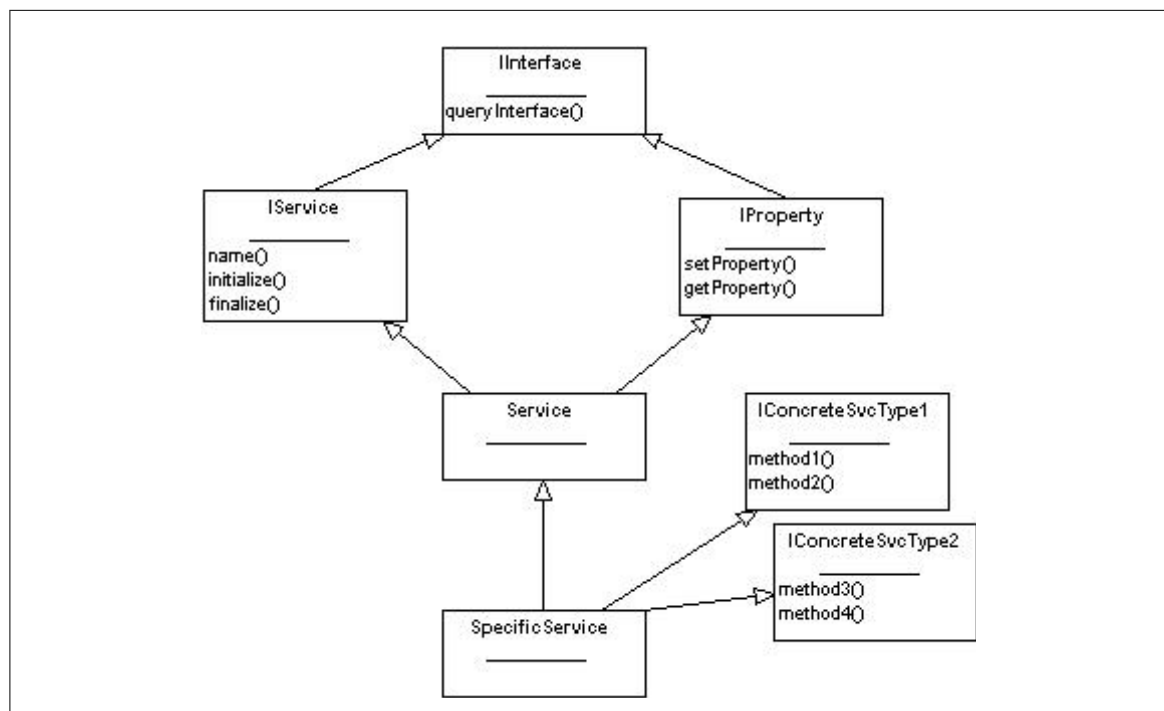 IInterface
queryInterface()
IService
name()
initialize()
finalize()
IProperty
setProperty()
getProperty()
Service
IConcreteSvcType1
method1()
method2()
IConcreteSvcType2
method3()
method4()
SpecificService